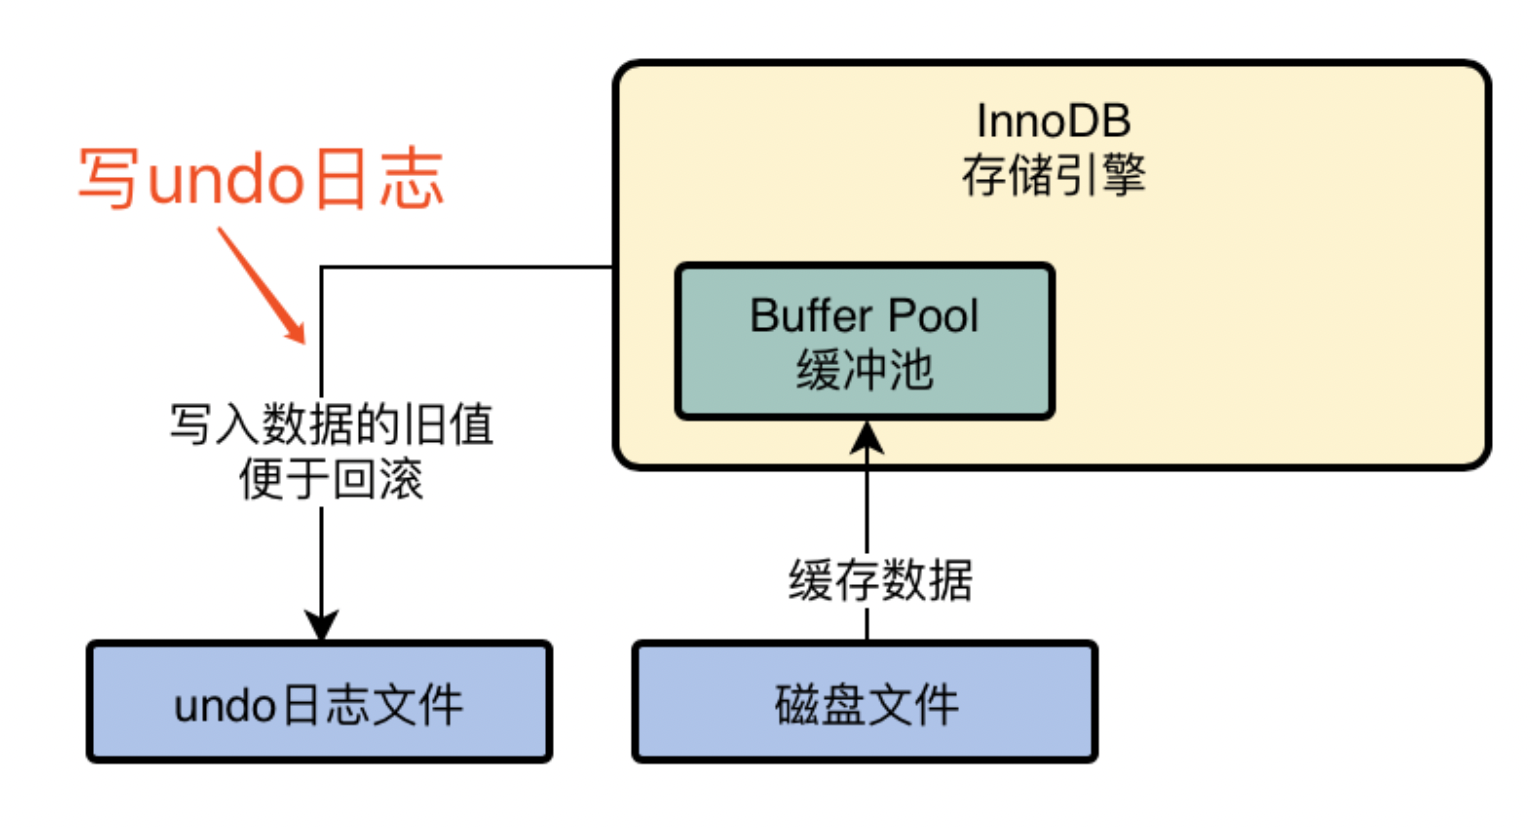 InnoDB
存储引擎
写undo日志
Buffer Pool
缓冲池
写入数据的旧值
便于回滚
缓存数据
undo日志文件
磁盘文件